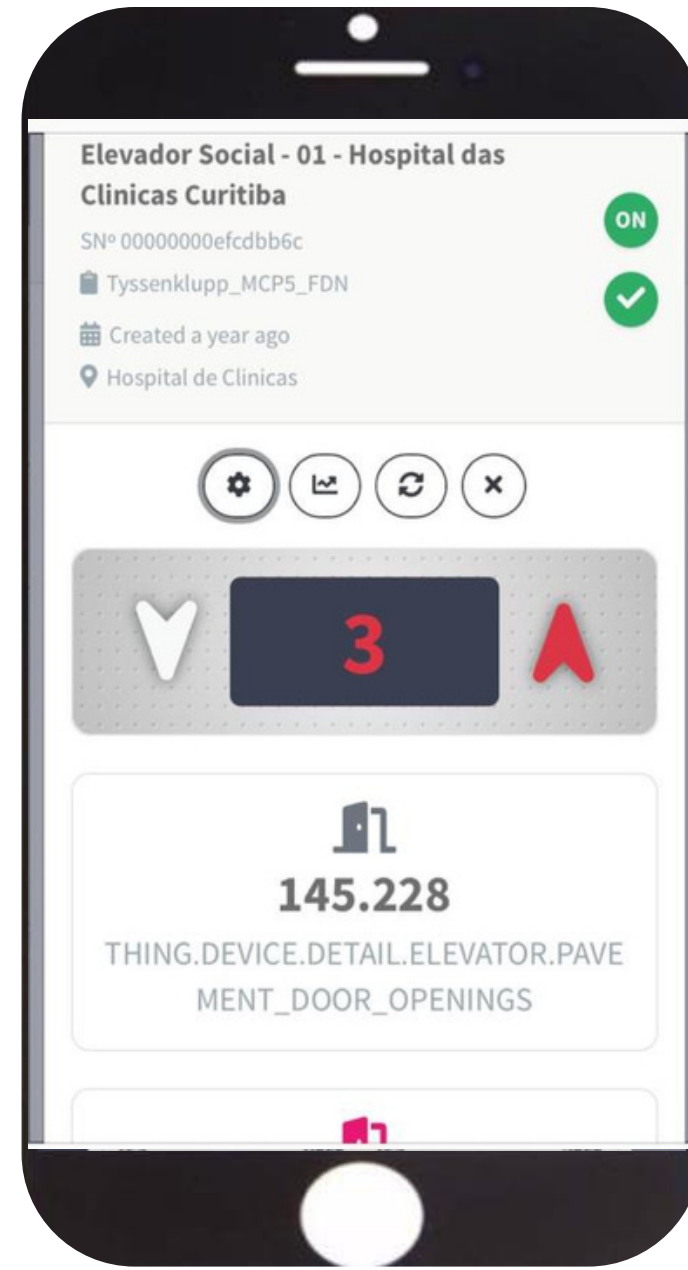 Elevador Social - 01 - Hospital das
Clinicas Curitiba
ON
SNº 00000000efcdbb6c
Tyssenklupp_MCP5_FDN
Created a year ago
Hospital de Clinicas
3
145.228
THING.DEVICE.DETAIL.ELEVATOR.PAVE
MENT_DOOR_OPENINGS